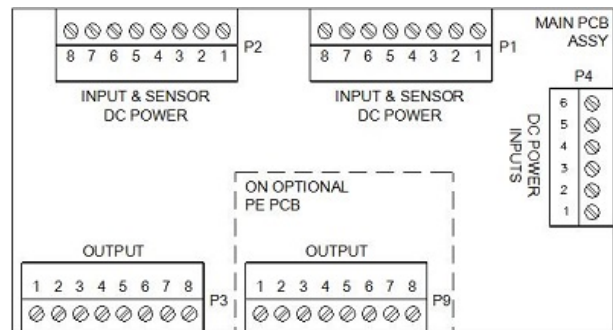 8 7 6 5 4 3 2 1
P2
INPUT & SENSOR
DC POWER
8 7 6 5 4 3 2 1
P1
INPUT & SENSOR
DC POWER
MAIN PCB
ASSY
P4
6
5
4
3
2
1
DC POWER
INPUTS
ON OPTIONAL
PE PCB
OUTPUT
1 2 3 4 5 6 7 8
P3
OUTPUT
1 2 3 4 5 6 7 8
P9